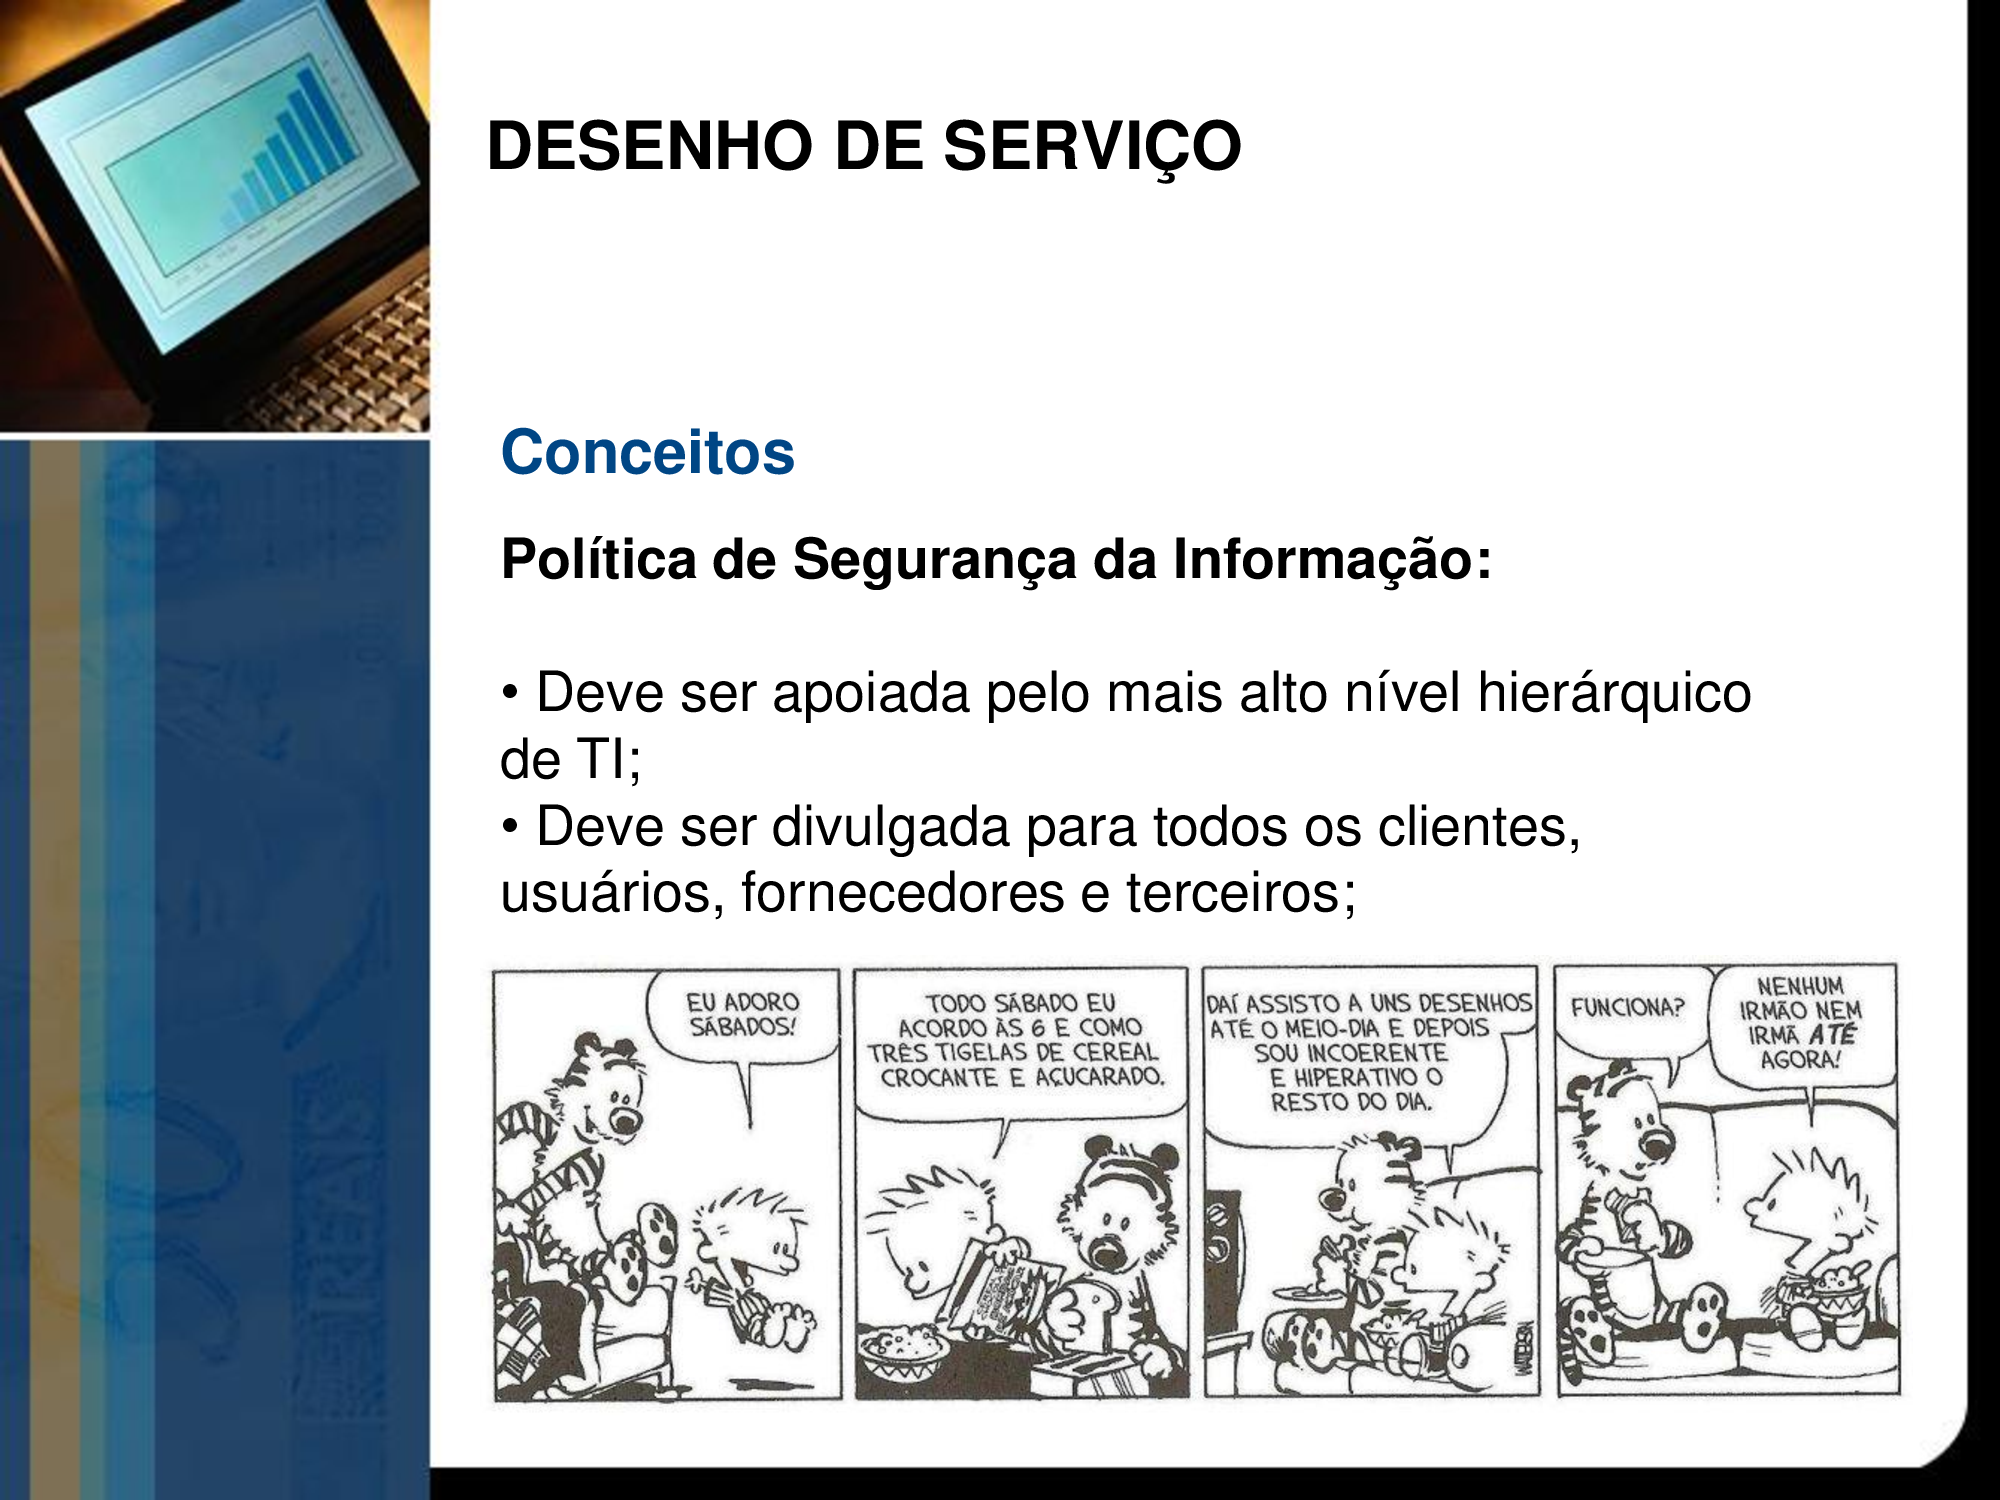 DESENHO DE SERVIÇO
Conceitos
Política de Segurança da Informação:
• Deve ser apoiada pelo mais alto nível hierárquico
de TI;
• Deve ser divulgada para todos os clientes,
usuários, fornecedores e terceiros;
EU ADORO
SÁBADOS!
TODO SÁBADO EU
ACORDO ÀS 6 E COMO
TRÊS TIGELAS DE CEREAL
CROCANTE E AÇUCARADO.
DAÍ ASSISTO A UNS DESENHOS
ATÉ O MEIO-DIA E DEPOIS
SOU INCOERENTE
E HIPERATIVO O
RESTO DO DIA.
FUNCIONA?
NENHUM
IRMÃO NEM
IRMÃ ATÉ
AGORA!
WATTERSON
REAIS